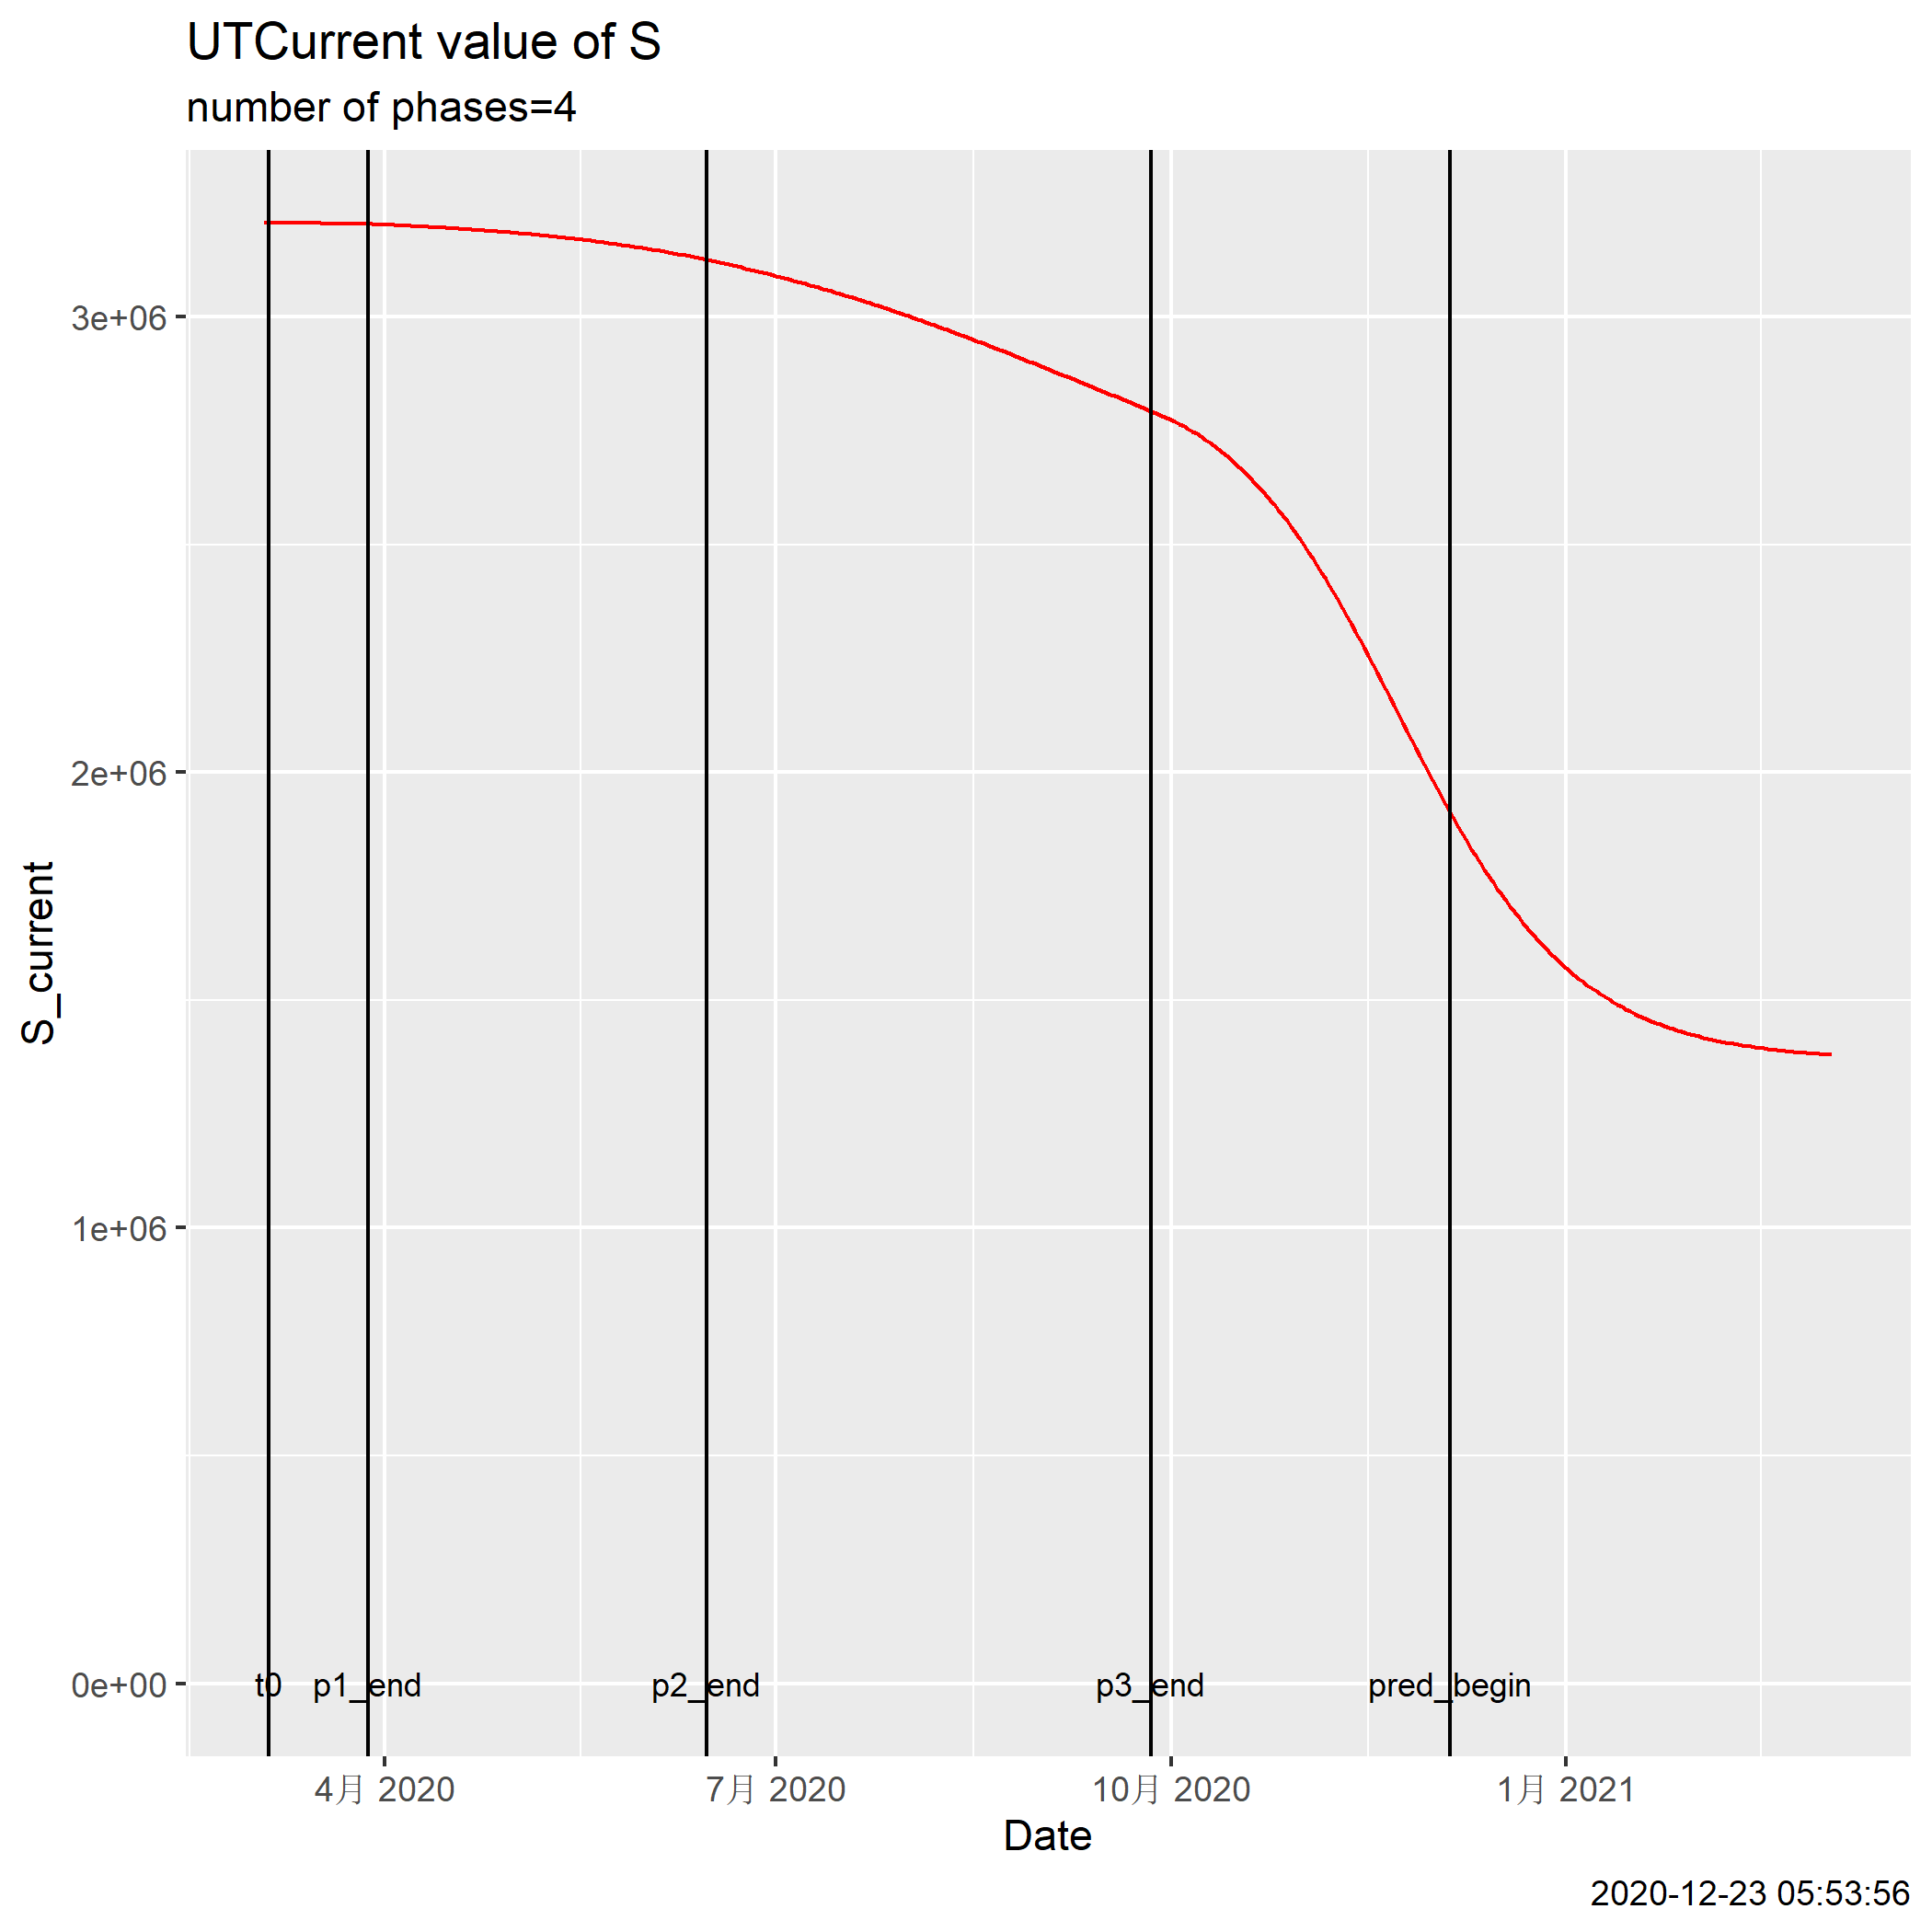 UTCurrent value of S
number of phases=4
S_current
3e+06
2e+06
1e+06
0e+00
t0 p1_end p2_end p3_end pred_begin
4月 2020 7月 2020 10月 2020 1月 2021
Date
2020-12-23 05:53:56